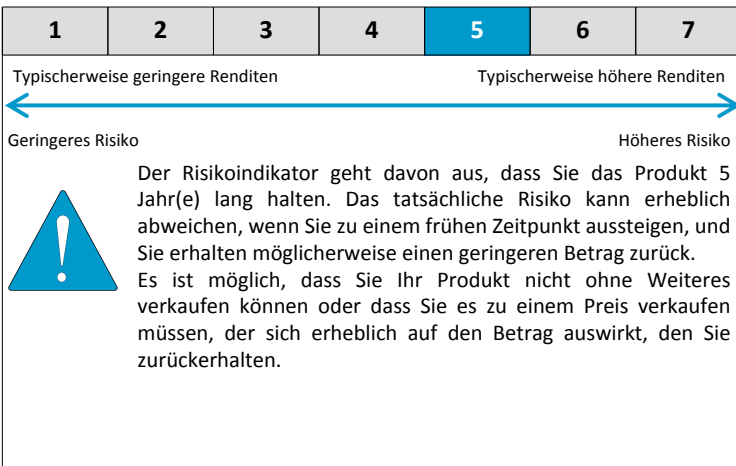 1 2 3 4 5 6 7
Typischerweise geringere Renditen Typischerweise höhere Renditen
Geringeres Risiko Höheres Risiko
Der Risikoindikator geht davon aus, dass Sie das Produkt 5
Jahr(e) lang halten. Das tatsächliche Risiko kann erheblich
abweichen, wenn Sie zu einem frühen Zeitpunkt aussteigen, und
Sie erhalten möglicherweise einen geringeren Betrag zurück.
Es ist möglich, dass Sie Ihr Produkt nicht ohne Weiteres
verkaufen können oder dass Sie es zu einem Preis verkaufen
müssen, der sich erheblich auf den Betrag auswirkt, den Sie
zurückerhalten.